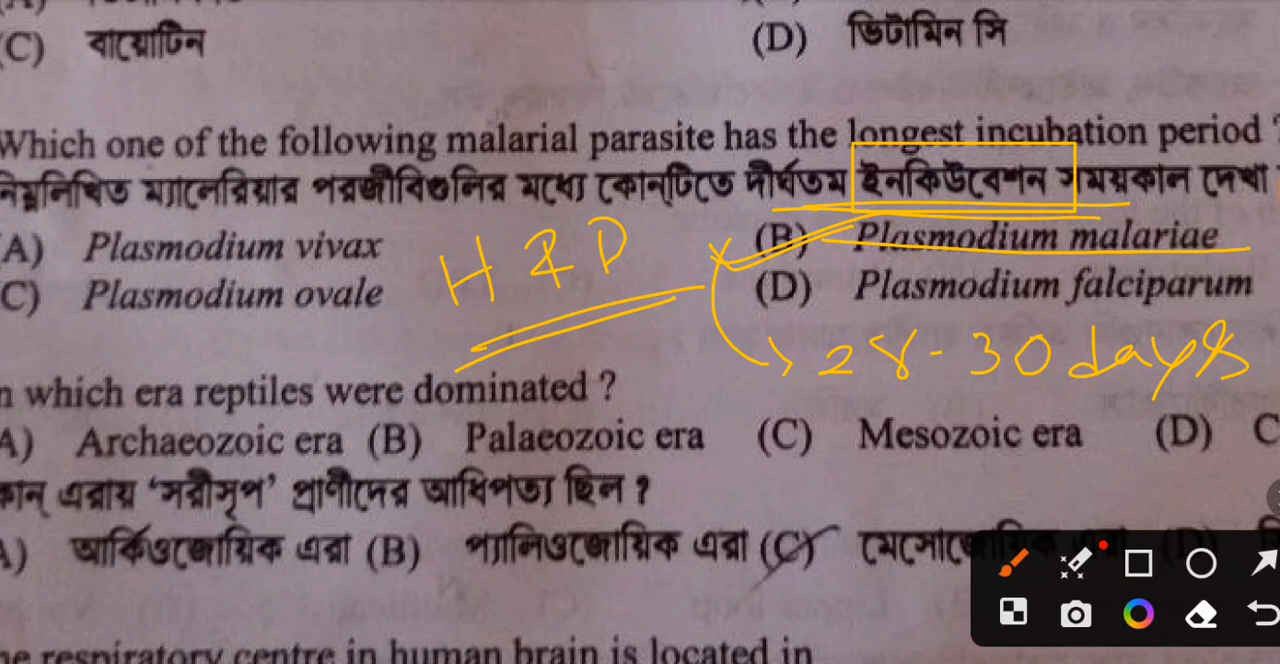 (C) বায়োটিন (D) ভিটামিন সি
Which one of the following malarial parasite has the longest incubation period ?
নিম্নলিখিত ম্যালেরিয়ার পরজীবিগুলির মধ্যে কোনটিতে দীর্ঘতম ইনকিউবেশন সময়কাল দেখা
A) Plasmodium vivax (B) Plasmodium malariae
H
C) Plasmodium ovale (D) Plasmodium falciparum
28-30 days
n which era reptiles were dominated ?
A) Archaeozoic era (B) Palaeozoic era (C) Mesozoic era (D) C
কোন্ এরায় ‘সরীসৃপ’ প্রাণীদের আধিপত্য ছিল ?
A) আর্কিওজোয়িক এরা (B) প্যালিওজোয়িক এরা (C)
he respiratory centre in human brain is located in